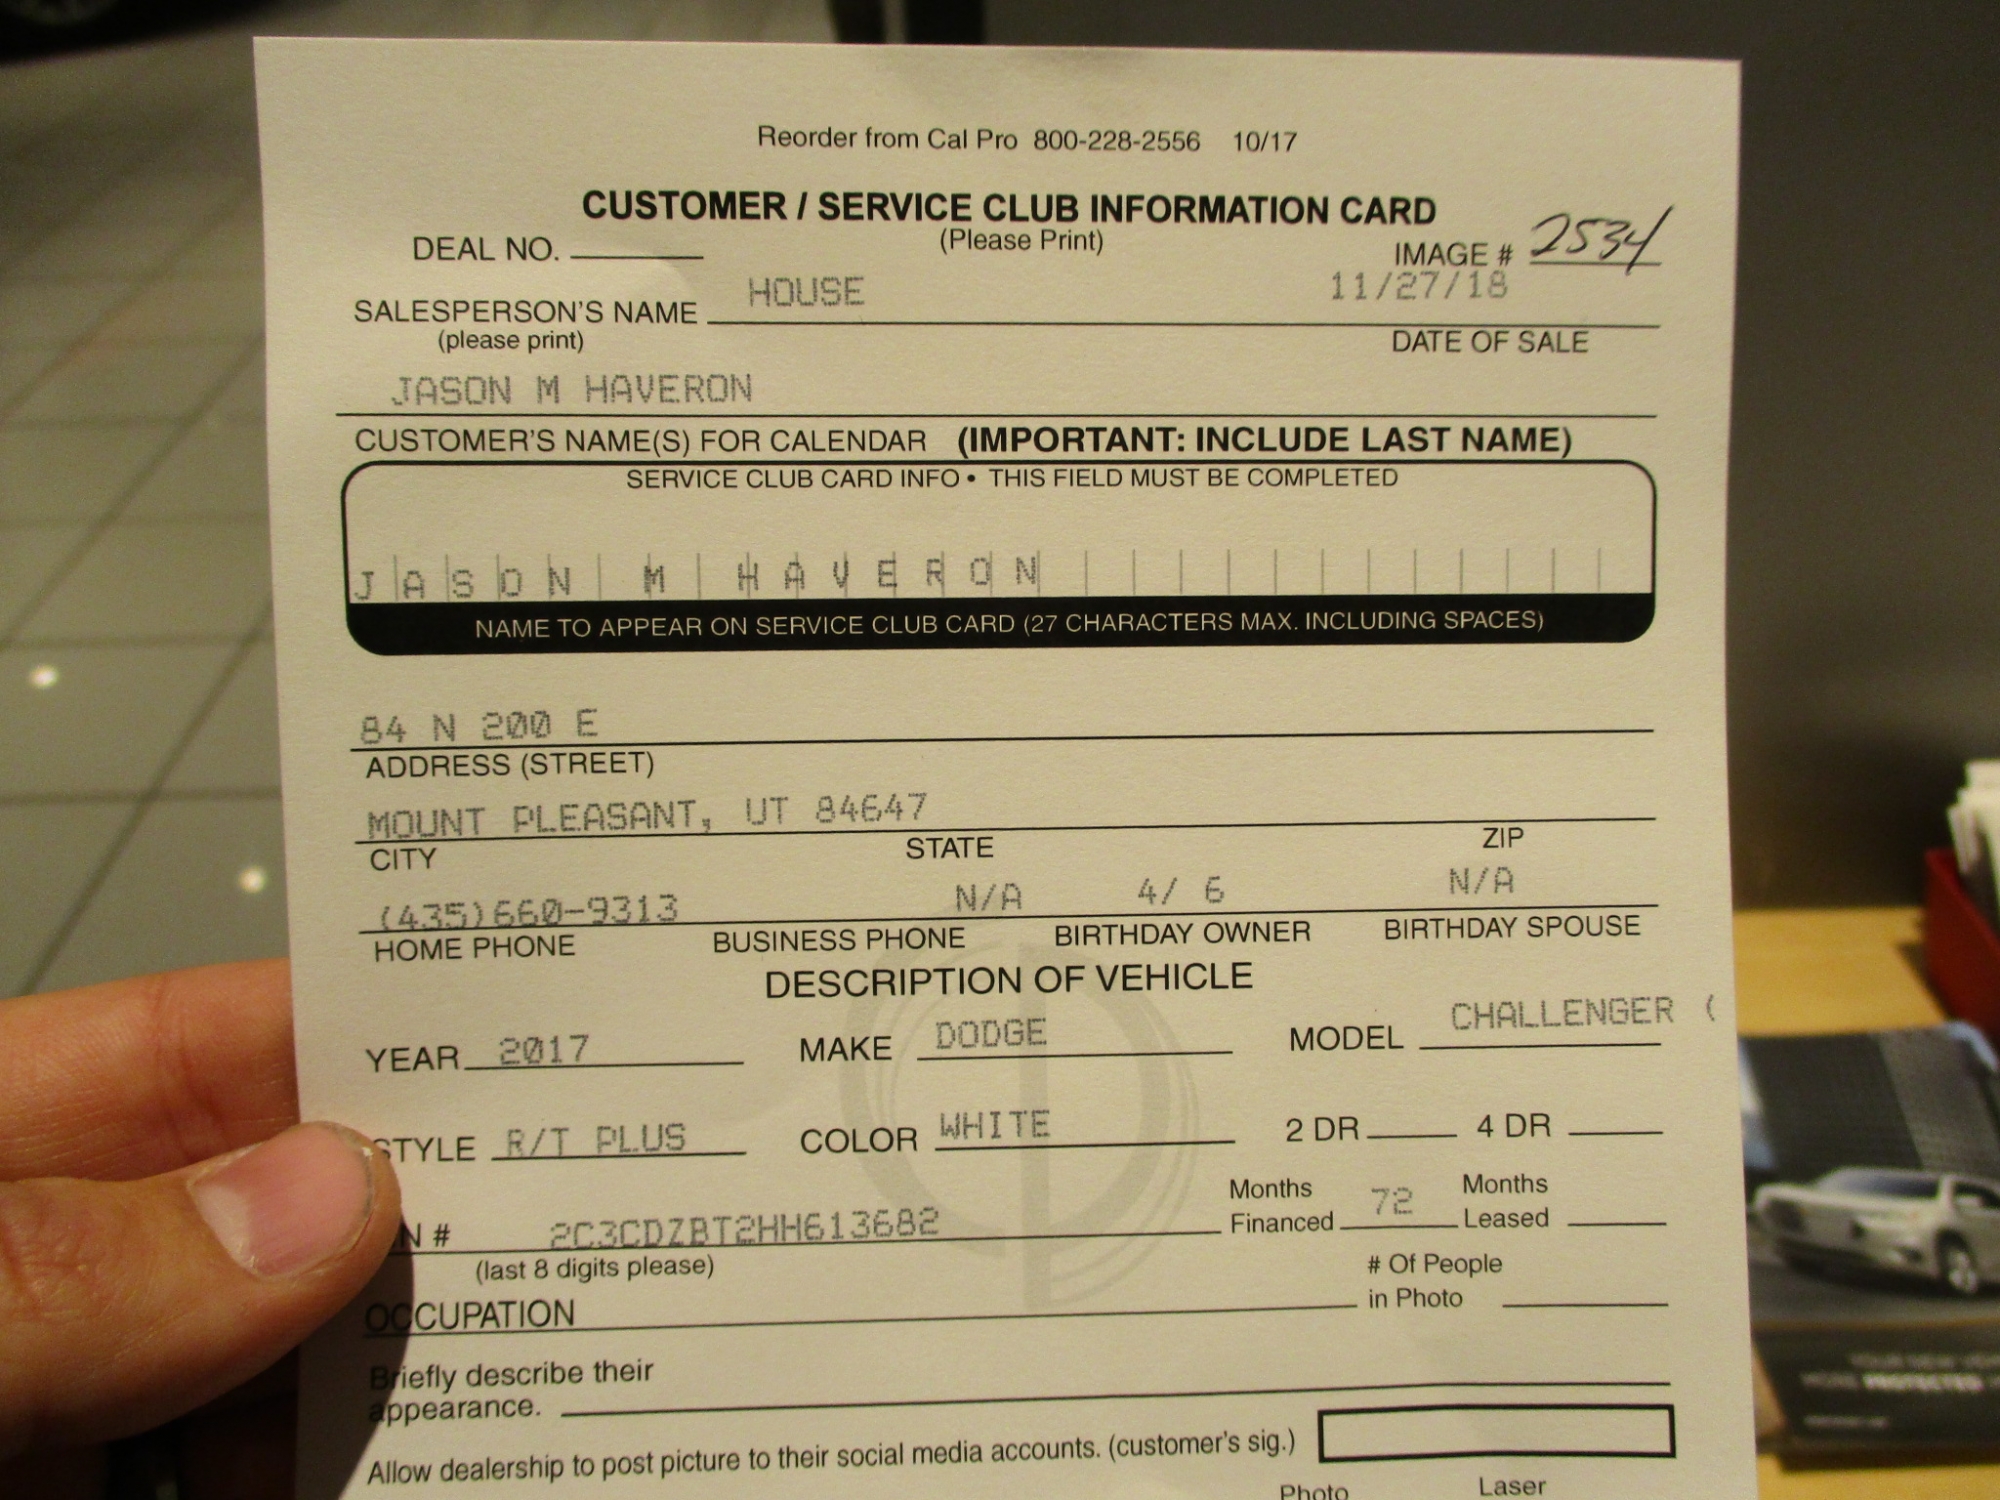 Reorder from Cal Pro 800-228-2556 10/17
CUSTOMER / SERVICE CLUB INFORMATION CARD
(Please Print)
DEAL NO. IMAGE # 2534
HOUSE 11/27/18
SALESPERSON'S NAME
(please print) DATE OF SALE
JASON M HAVERON
CUSTOMER'S NAME(S) FOR CALENDAR (IMPORTANT: INCLUDE LAST NAME)
SERVICE CLUB CARD INFO • THIS FIELD MUST BE COMPLETED
JASON M HAVERON
NAME TO APPEAR ON SERVICE CLUB CARD (27 CHARACTERS MAX. INCLUDING SPACES)
84 N 200 E
ADDRESS (STREET)
MOUNT PLEASANT, UT 84647
CITY STATE ZIP
(435)660-9313 N/A 4/ 6 N/A
HOME PHONE BUSINESS PHONE BIRTHDAY OWNER BIRTHDAY SPOUSE
DESCRIPTION OF VEHICLE
YEAR 2017 MAKE DODGE MODEL CHALLENGER (
STYLE R/T PLUS COLOR WHITE 2 DR 4 DR
N # 2C3CDZBT2HH613682 Months Financed 72 Months Leased
(last 8 digits please) # Of People
OCCUPATION in Photo
Briefly describe their
appearance.
Allow dealership to post picture to their social media accounts. (customer's sig.)
Photo Laser
YOUR NEW
MORE PROTECTED